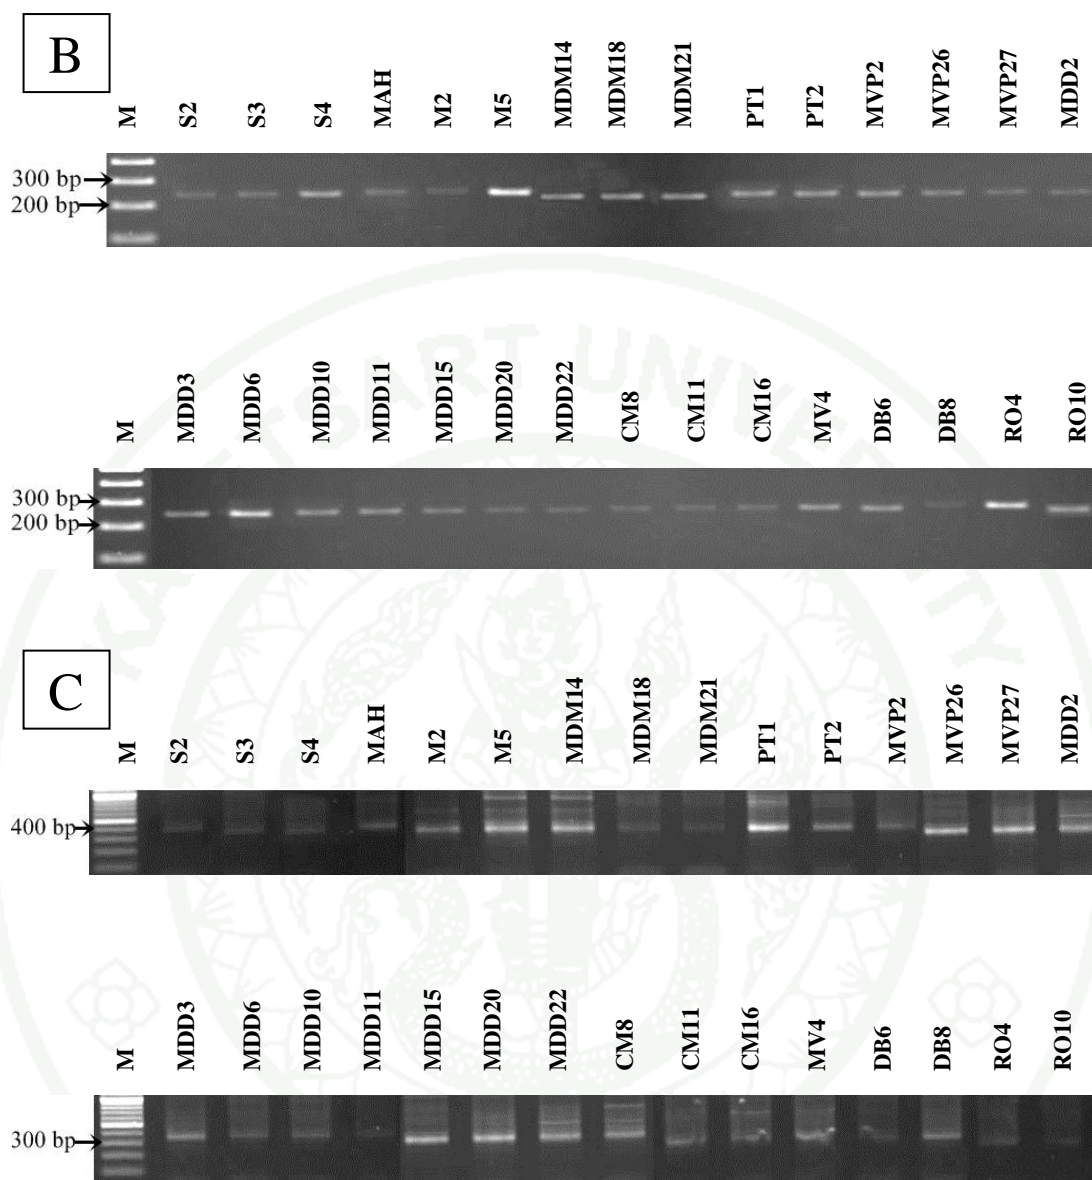 B
M S2 S3 S4 MAH M2 M5 MDM14 MDM18 MDM21 PT1 PT2 MVP2 MVP26 MVP27 MDD2
300 bp
200 bp
KASETSART UNIVERSITY
M MDD3 MDD6 MDD10 MDD11 MDD15 MDD20 MDD22 CM8 CM11 CM16 MV4 DB6 DB8 RO4 RO10
300 bp
200 bp
C
M S2 S3 S4 MAH M2 M5 MDM14 MDM18 MDM21 PT1 PT2 MVP2 MVP26 MVP27 MDD2
400 bp
M MDD3 MDD6 MDD10 MDD11 MDD15 MDD20 MDD22 CM8 CM11 CM16 MV4 DB6 DB8 RO4 RO10
300 bp